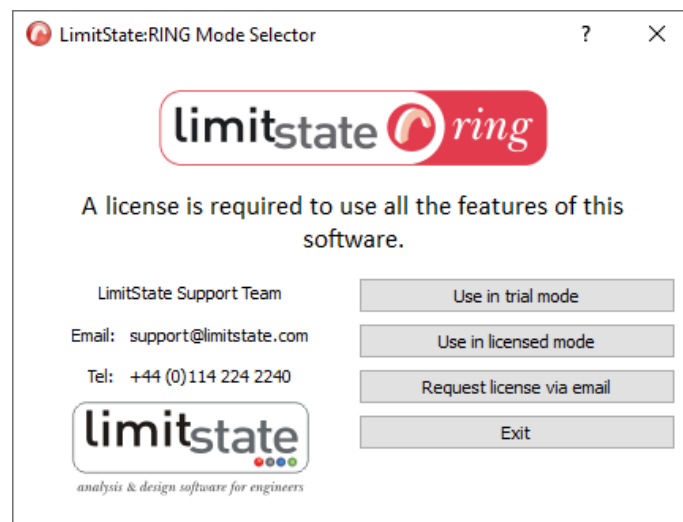 LimitState:RING Mode Selector ? ×
limitstate ring
A license is required to use all the features of this
software.
LimitState Support Team
Email: support@limitstate.com
Tel: +44 (0)114 224 2240
limitstate
analysis & design software for engineers
Use in trial mode
Use in licensed mode
Request license via email
Exit